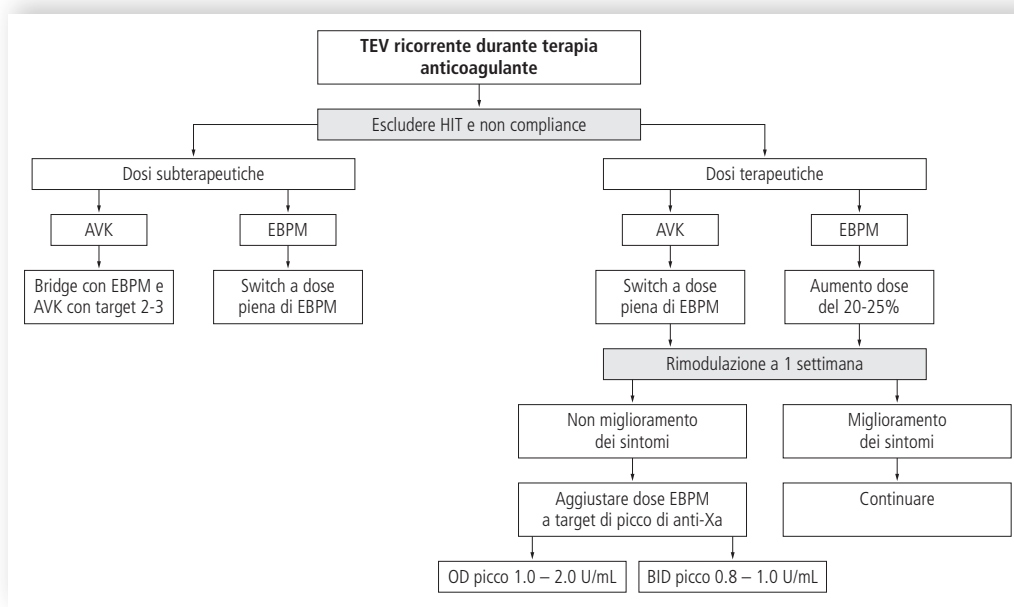 TEV ricorrente durante terapia
anticoagulante
Escludere HIT e non compliance
Dosi subterapeutiche
Dosi terapeutiche
AVK
EBPM
AVK
EBPM
Bridge con EBPM e
AVK con target 2-3
Switch a dose
piena di EBPM
Switch a dose
piena di EBPM
Aumento dose
del 20-25%
Rimodulazione a 1 settimana
Non miglioramento
dei sintomi
Miglioramento
dei sintomi
Aggiustare dose EBPM
a target di picco di anti-Xa
Continuare
OD picco 1.0 – 2.0 U/mL
BID picco 0.8 – 1.0 U/mL